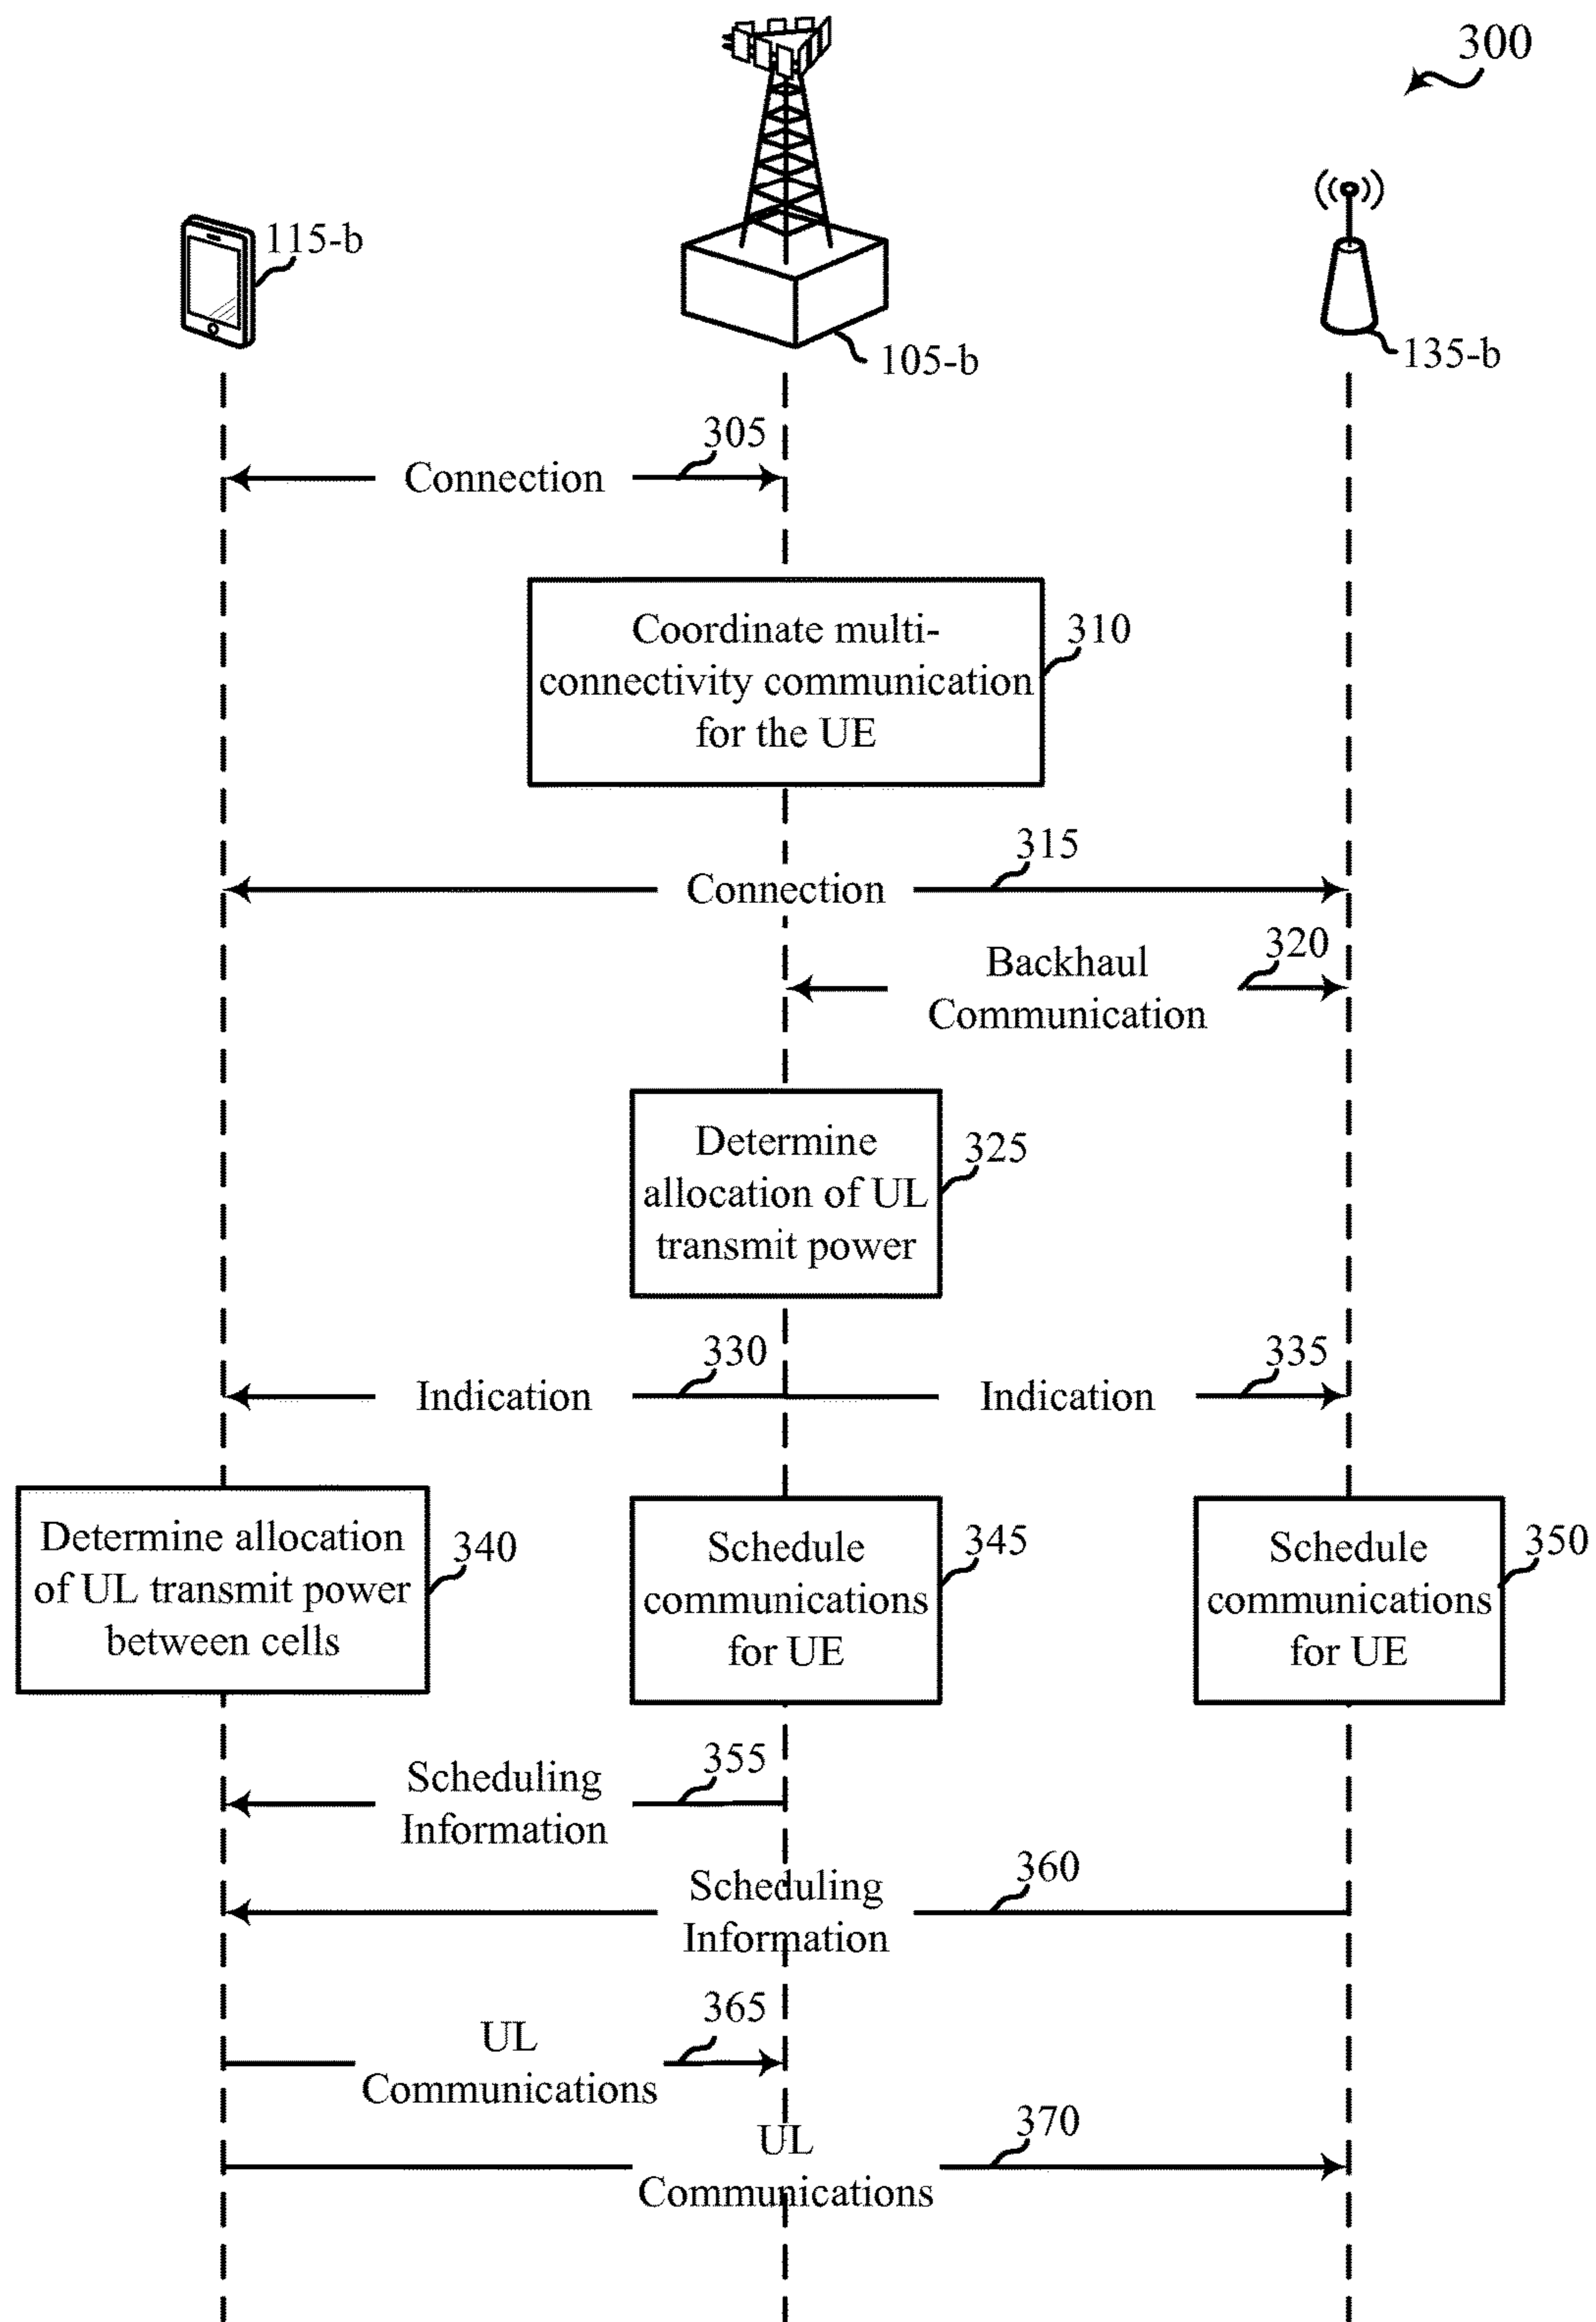 300
115-b
105-b
135-b
305
Connection
Coordinate multi-
connectivity communication
for the UE
310
315
Connection
320
Backhaul
Communication
Determine
allocation of UL
transmit power
325
330
335
Indication
Indication
Determine allocation
of UL transmit power
between cells
340
Schedule
communications
for UE
345
Schedule
communications
for UE
350
355
Scheduling
Information
360
Scheduling
Information
365
UL
Communications
370
UL
Communications